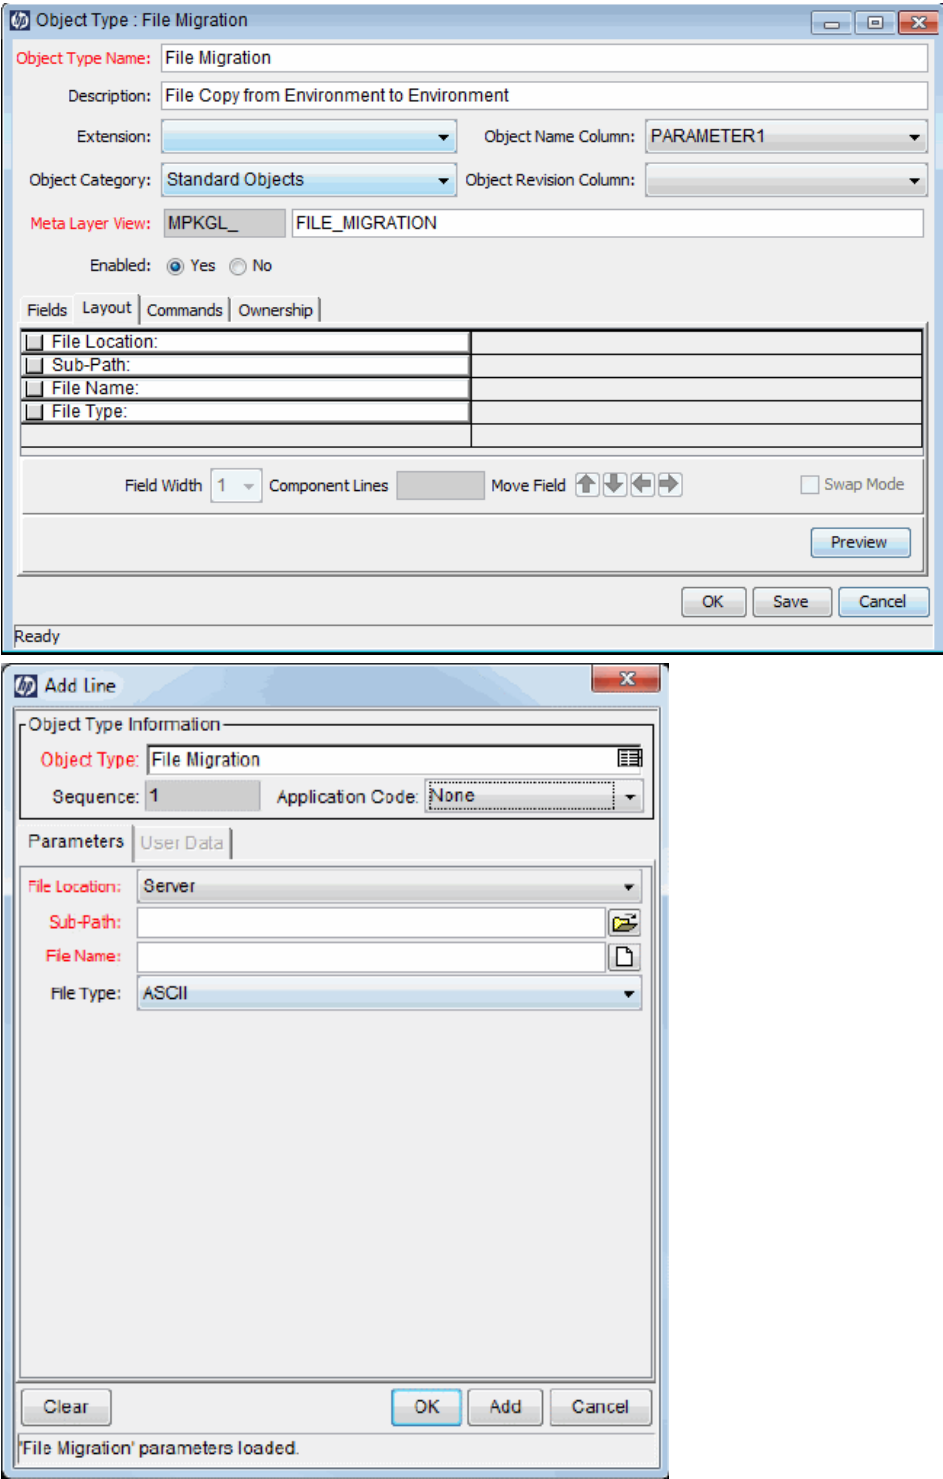 hp Object Type : File Migration
Object Type Name: File Migration
Description: File Copy from Environment to Environment
Extension: Object Name Column: PARAMETER1
Object Category: Standard Objects Object Revision Column:
Meta Layer View: MPKGL_ FILE_MIGRATION
Enabled: Yes No
Fields Layout Commands Ownership
File Location:
Sub-Path:
File Name:
File Type:
Field Width 1 Component Lines Move Field Swap Mode
Preview
OK Save Cancel
Ready
hp Add Line
Object Type Information
Object Type: File Migration
Sequence: 1 Application Code: None
Parameters User Data
File Location: Server
Sub-Path:
File Name:
File Type: ASCII
Clear OK Add Cancel
'File Migration' parameters loaded.